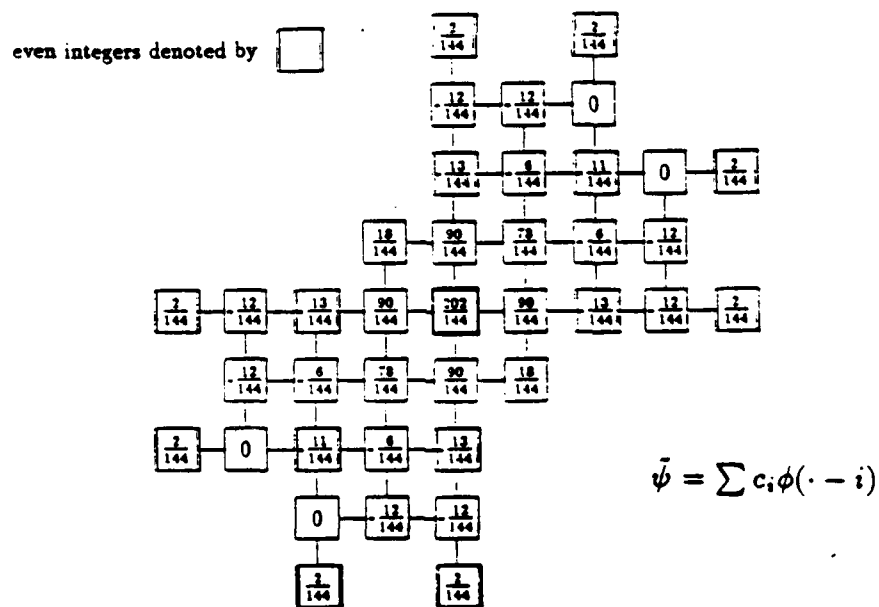 2/144 2/144
even integers denoted by
-12/144 -12/144 0
-13/144 -6/144 -11/144 0 2/144
18/144 90/144 78/144 -6/144 -12/144
2/144 -12/144 -13/144 90/144 202/144 90/144 -13/144 -12/144 2/144
-12/144 -6/144 78/144 90/144 18/144
2/144 0 -11/144 -6/144 -13/144
ψ̃ = ∑ cᵢϕ(· − i)
0 -12/144 -12/144
2/144 2/144